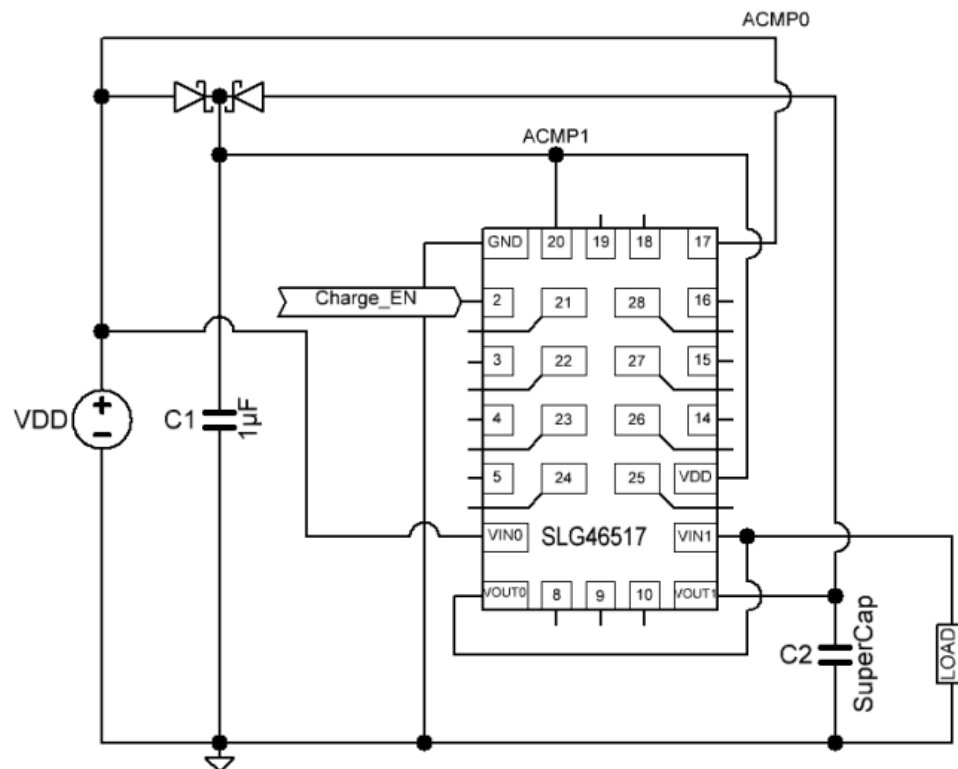 ACMP0
ACMP1
GND
20
19
18
17
Charge_EN
2
21
28
16
3
22
27
15
VDD
+
−
C1
1µF
4
23
26
14
5
24
25
VDD
VIN0
SLG46517
VIN1
VOUT0
8
9
10
VOUT1
C2
SuperCap
LOAD